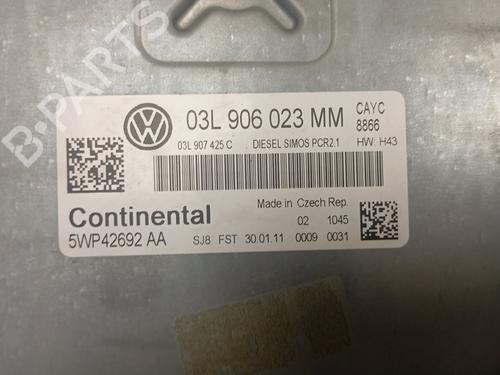 B-PARTS
03L 906 023 MM
CAYC
8866
03L 907 425 C DIESEL SIMOS PCR2.1 HW: H43
Continental
Made in Czech Rep.
02 1045
5WP42692 AA SJ8 FST 30.01.11 0009 0031